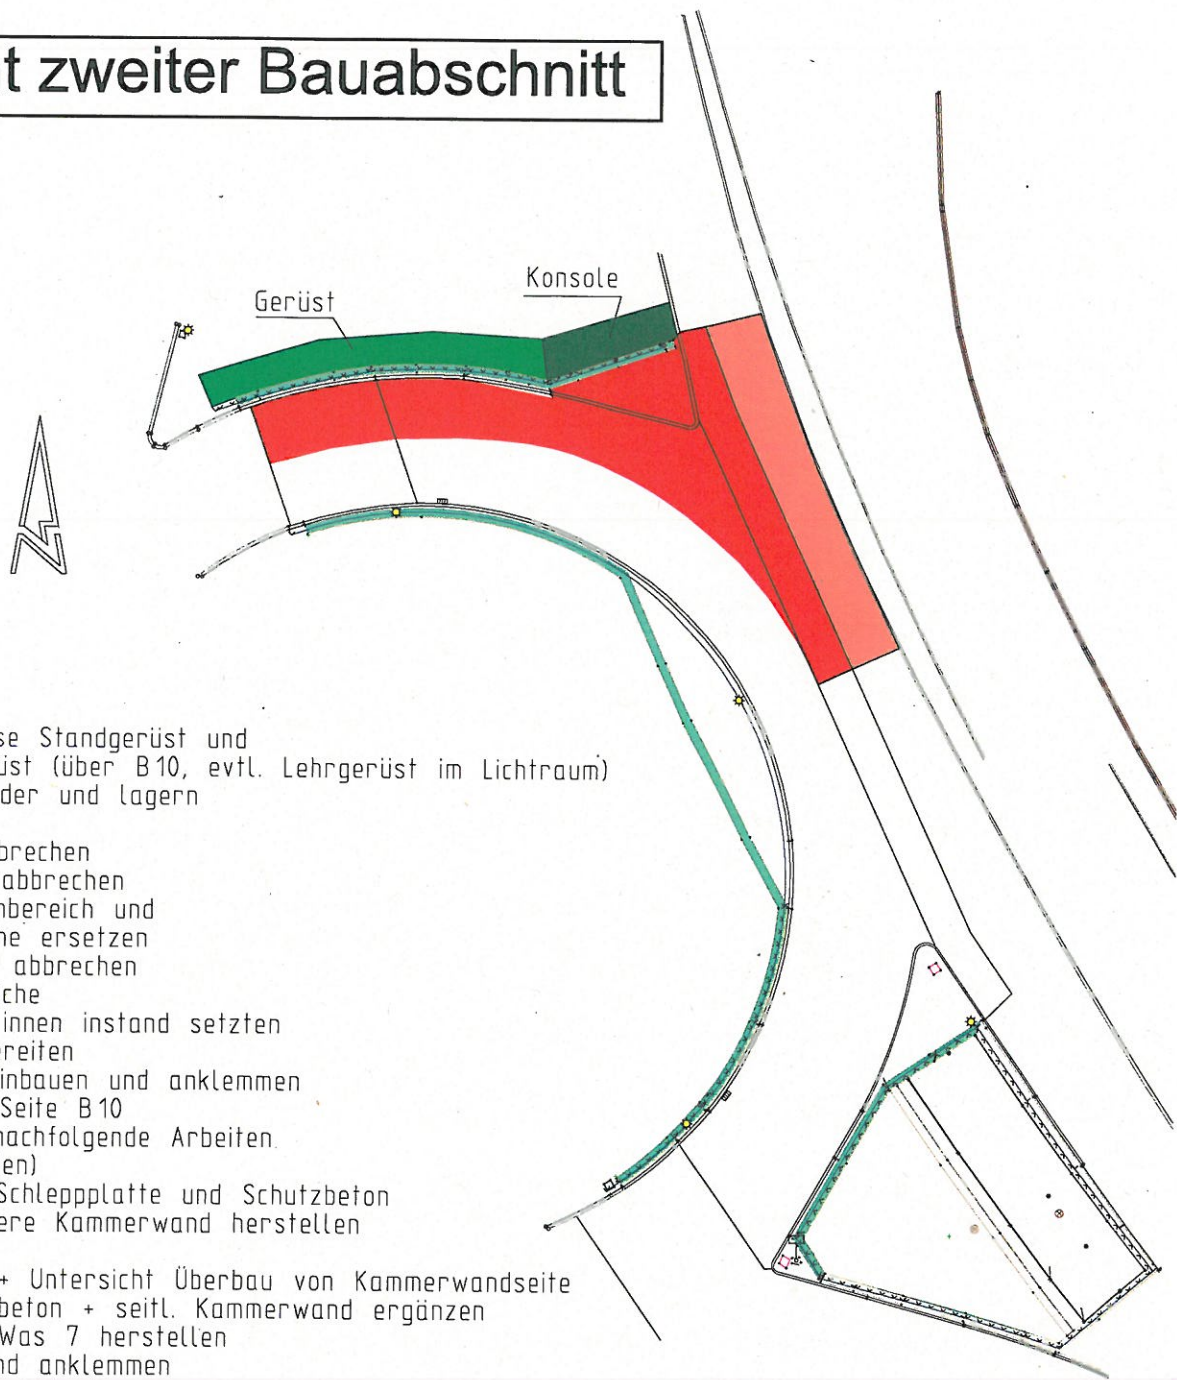 t zweiter Bauabschnitt
Konsole
Gerüst
N
se Standgerüst und
üst (über B10, evtl. Lehrgerüst im Lichtraum)
der und lagern
brechen
abbrechen
nbereich und
ne ersetzen
abbrechen
che
innen instand setzten
ereiten
inbauen und anklemmen
Seite B10
nachfolgende Arbeiten.
en)
Schleppplatte und Schutzbeton
ere Kammerwand herstellen
+ Untersicht Überbau von Kammerwandseite
beton + seitl. Kammerwand ergänzen
Was 7 herstellen
nd anklemmen